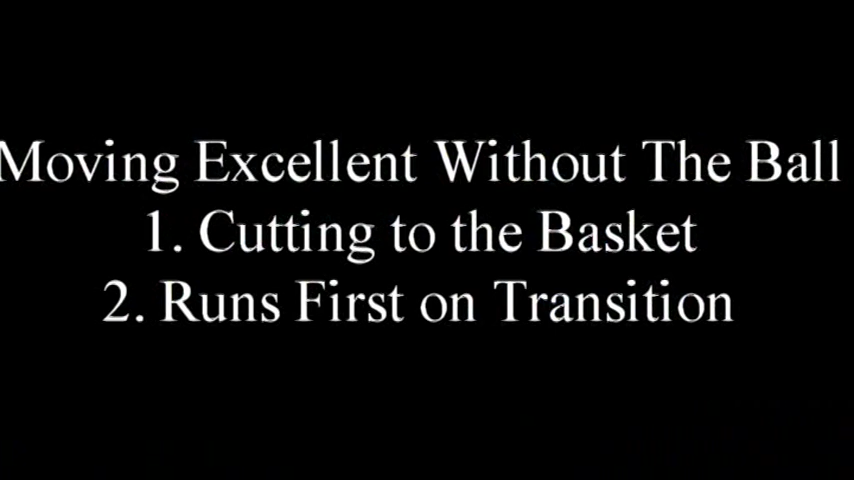 Moving Excellent Without The Ball
1. Cutting to the Basket
2. Runs First on Transition